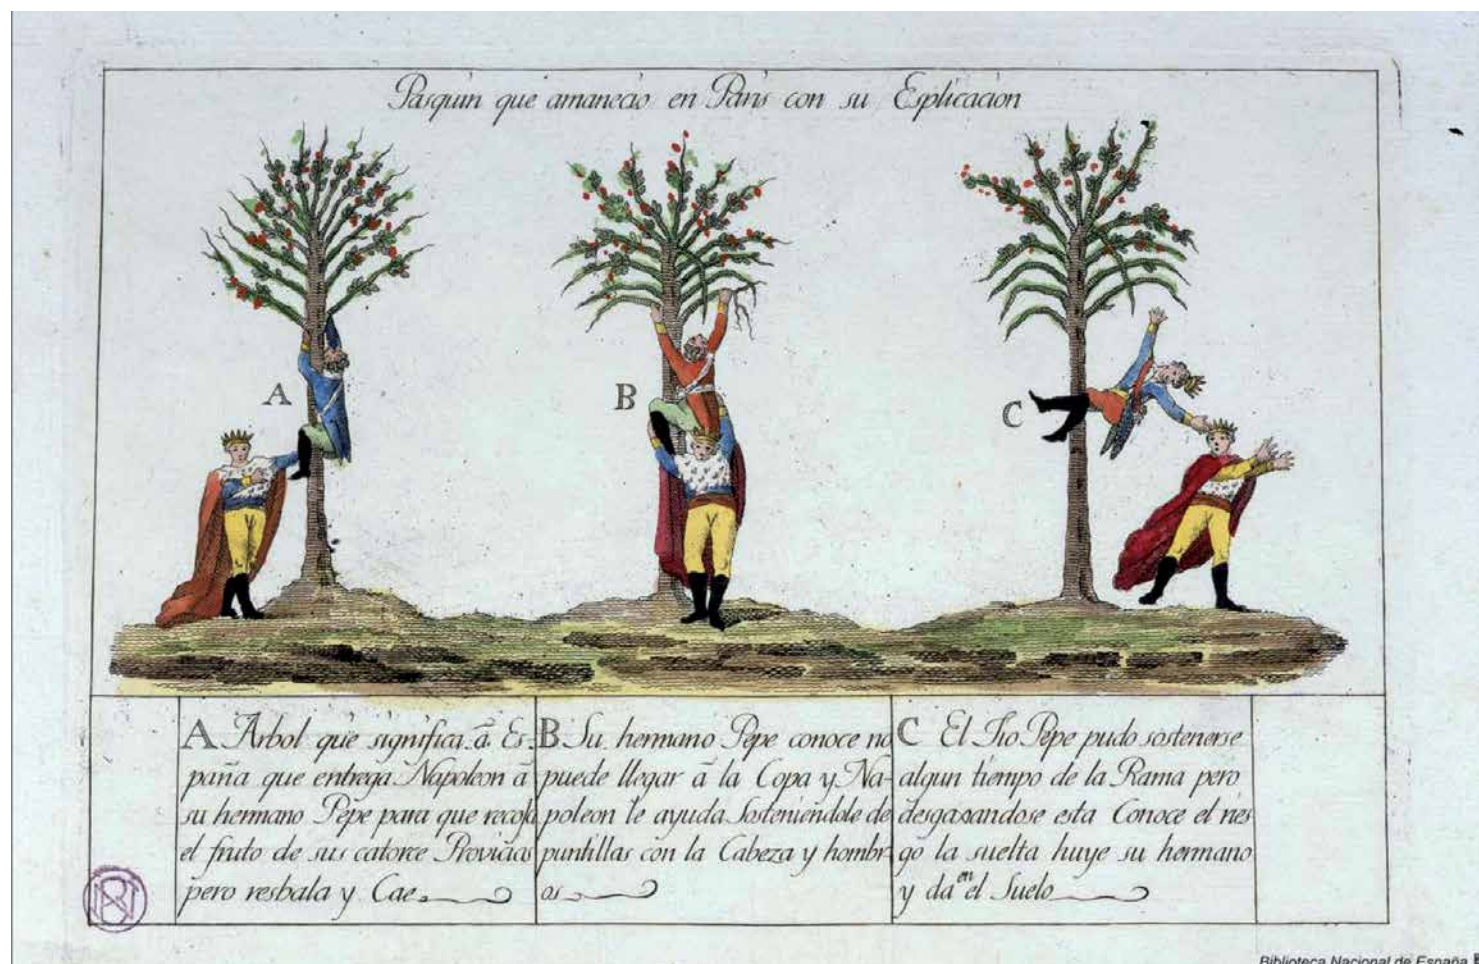 Pasquin que amanecio en Paris con su Esplicacion
A
B
C
A Arbol que significa à Es-
paña que entrega Napoleon à
su hermano Pepe para que recoja
el fruto de sus catorce Provicias
pero resbala y Cae
B Su hermano Pepe conoce no
puede llegar à la Copa y Na-
poleon le ayuda Sosteniendole de
puntillas con la Cabeza y hombr
os
C El Tio Pepe pudo sostenerse
algun tiempo de la Rama pero
desgaxandose esta Conoce el ries
go la suelta huye su hermano
y da en el Suelo
Biblioteca Nacional de España